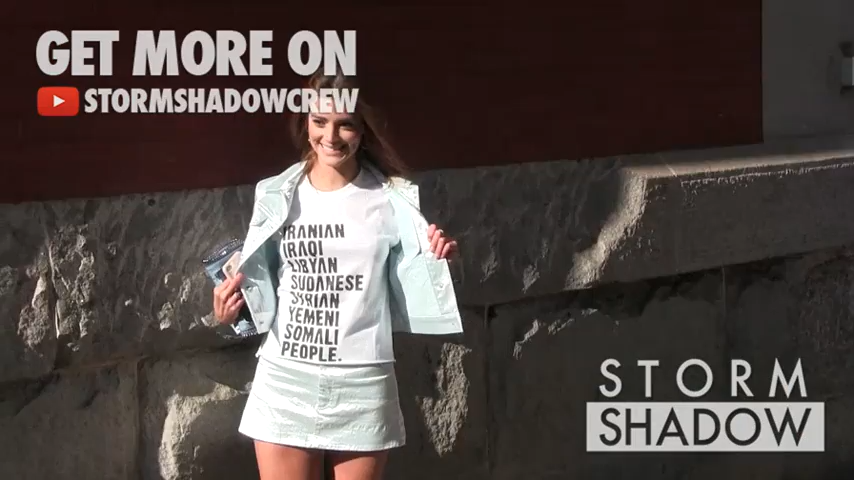 GET MORE ON
STORMSHADOWCREW
IRANIAN
IRAQI
LIBYAN
SUDANESE
SYRIAN
YEMENI
SOMALI
PEOPLE.
STORM
SHADOW